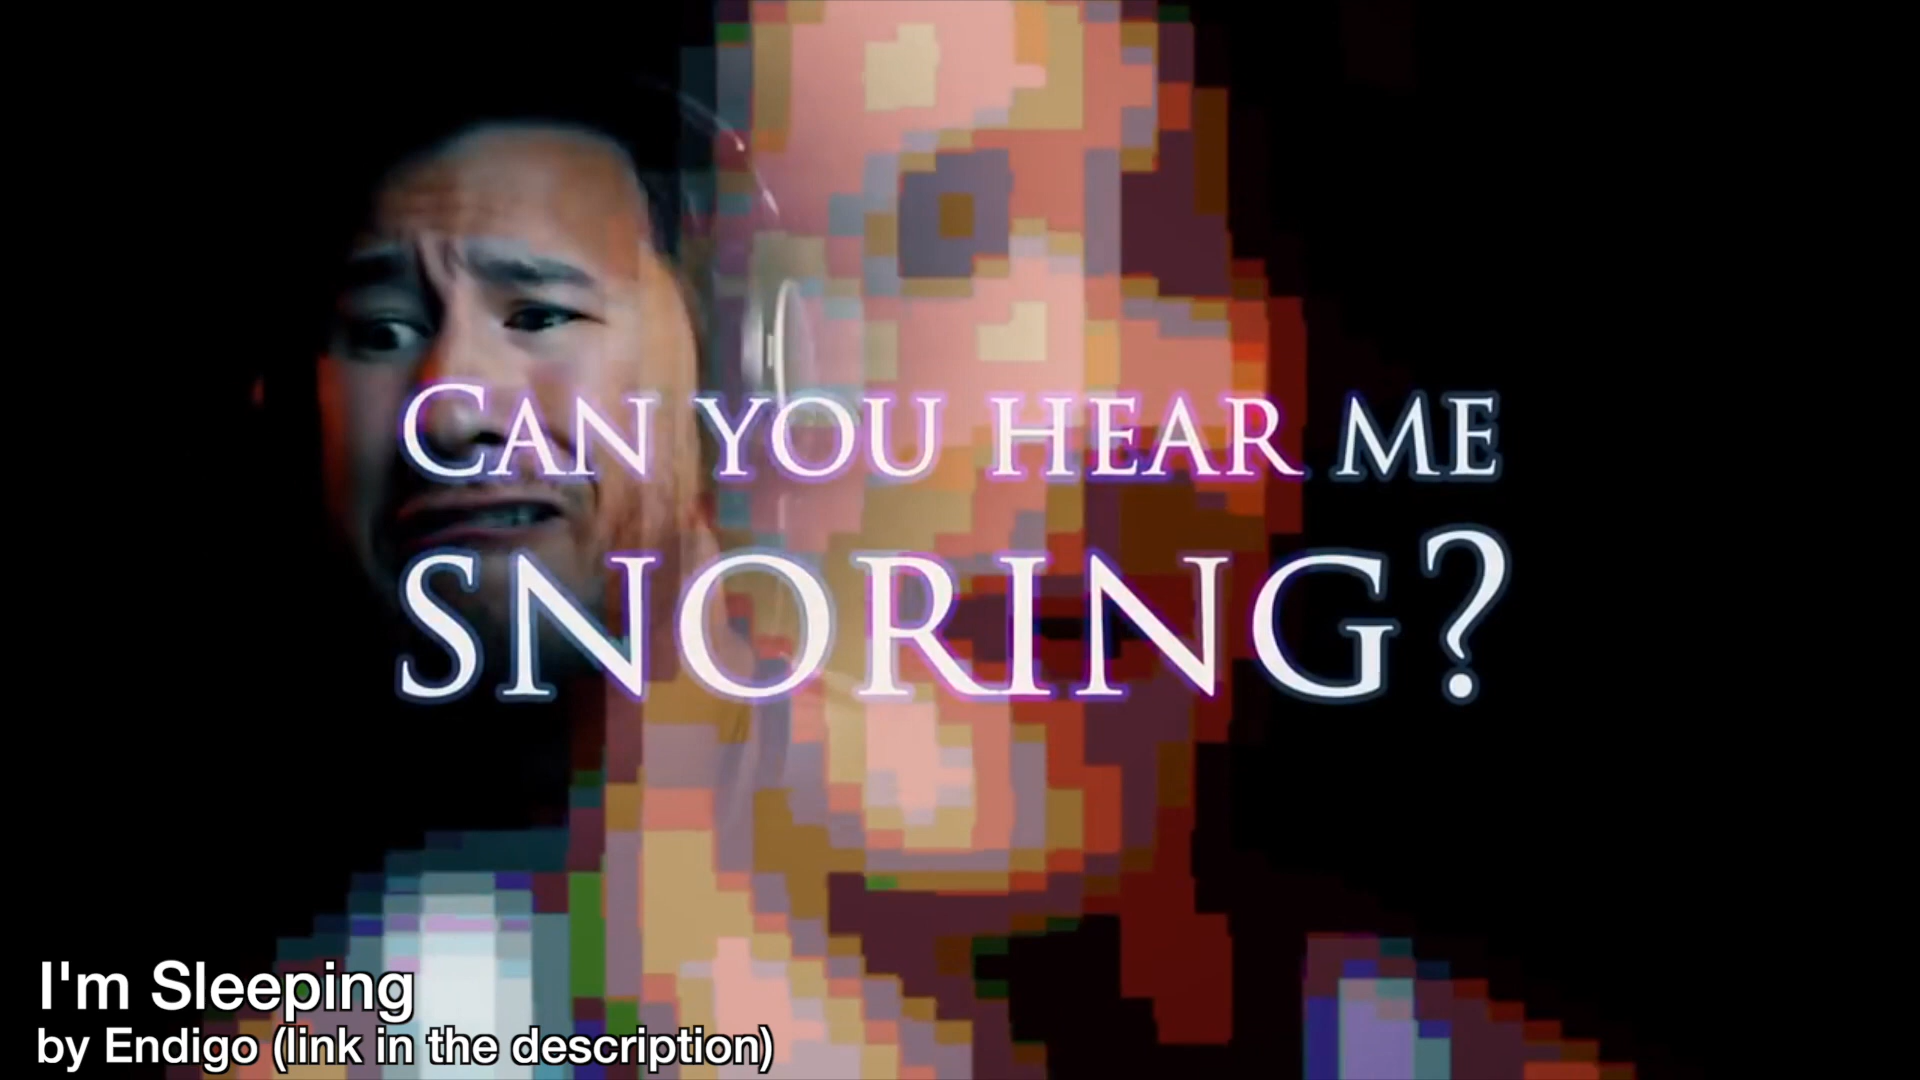 Can you hear me
snoring?
I'm Sleeping
by Endigo (link in the description)